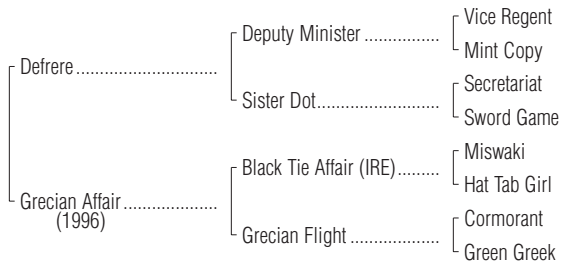 Vice Regent
Deputy Minister ................
Mint Copy
Defrere..............................
Secretariat
Sister Dot..........................
Sword Game
Miswaki
Black Tie Affair (IRE).........
Hat Tab Girl
Grecian Affair....................
(1996)
Cormorant
Grecian Flight ...................
Green Greek